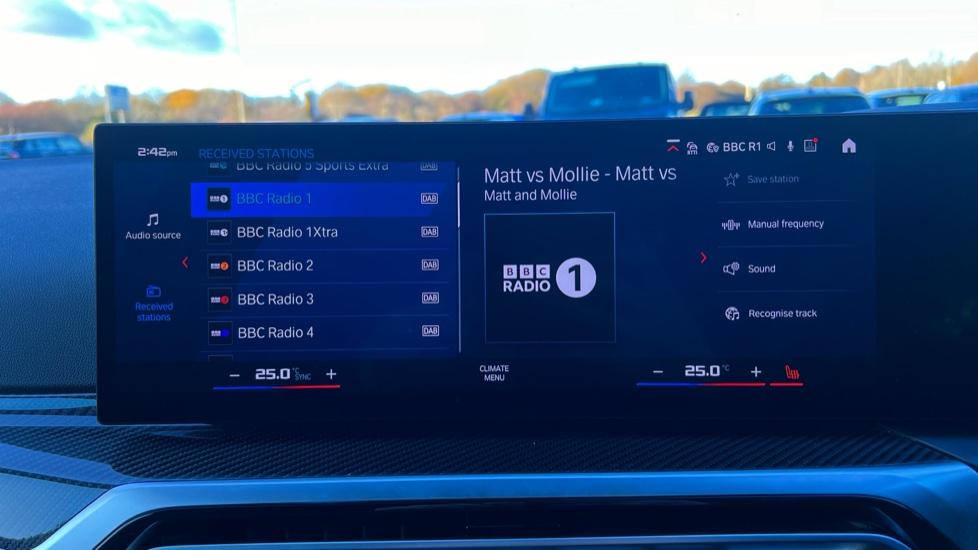 2:42pm
RECEIVED STATIONS
BBC R1
Audio source
Received
stations
BBC Radio 5 Sports Extra DAB
BBC Radio 1 DAB
BBC Radio 1Xtra DAB
BBC Radio 2 DAB
BBC Radio 3 DAB
BBC Radio 4 DAB
Matt vs Mollie - Matt vs
Matt and Mollie
BBC
RADIO 1
Save station
Manual frequency
Sound
Recognise track
− 25.0 °C SYNC +
CLIMATE
MENU
− 25.0 °C +